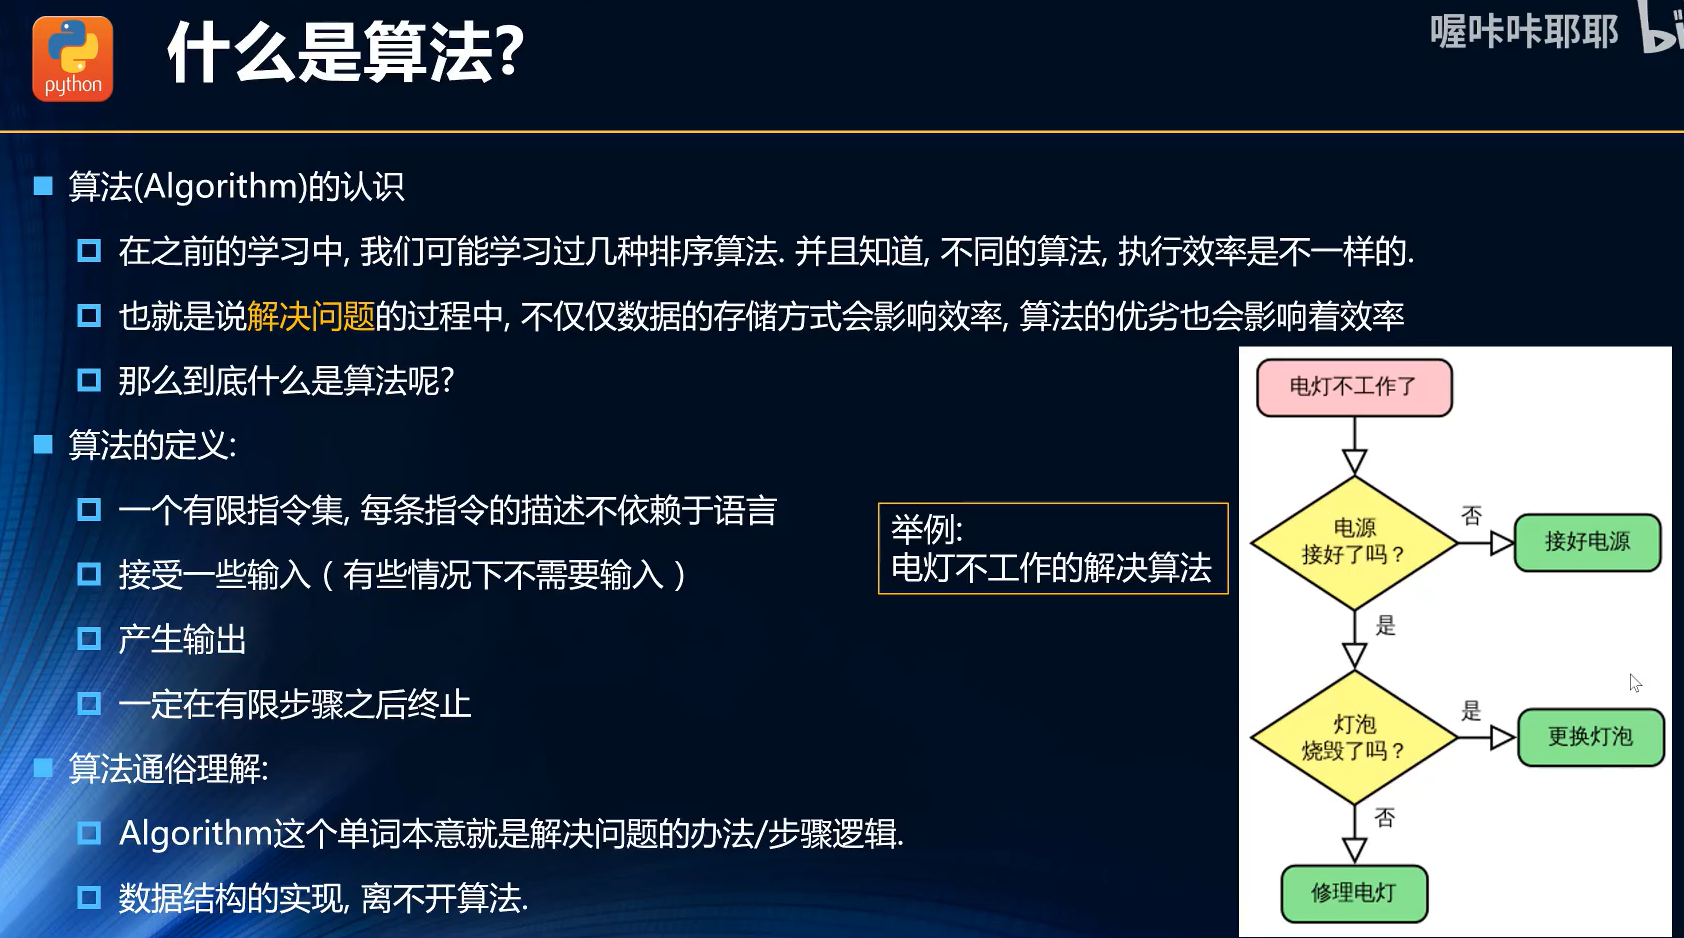 python
什么是算法?
喔咔咔耶耶
算法(Algorithm)的认识
在之前的学习中, 我们可能学习过几种排序算法. 并且知道, 不同的算法, 执行效率是不一样的.
也就是说解决问题的过程中, 不仅仅数据的存储方式会影响效率, 算法的优劣也会影响着效率
那么到底什么是算法呢?
算法的定义:
一个有限指令集, 每条指令的描述不依赖于语言
接受一些输入（有些情况下不需要输入）
产生输出
一定在有限步骤之后终止
算法通俗理解:
Algorithm这个单词本意就是解决问题的办法/步骤逻辑.
数据结构的实现, 离不开算法.
举例:
电灯不工作的解决算法
电灯不工作了
电源
接好了吗？
否
接好电源
是
灯泡
烧毁了吗？
是
更换灯泡
否
修理电灯